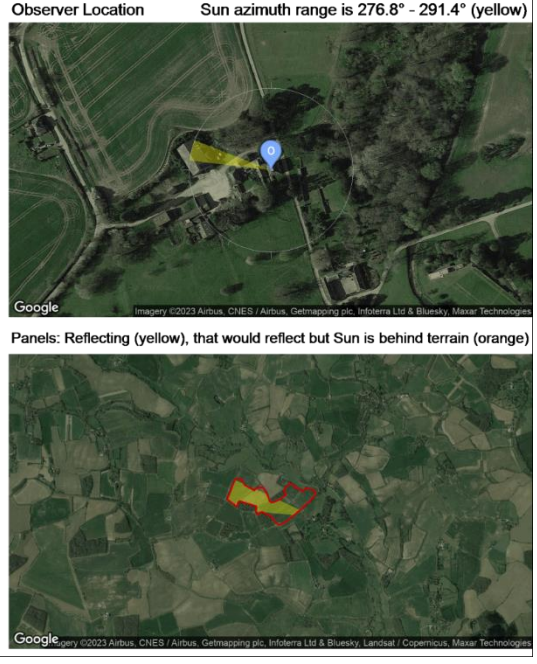 Observer Location Sun azimuth range is 276.8° - 291.4° (yellow)
O
Google
Imagery ©2023 Airbus, CNES / Airbus, Getmapping plc, Infoterra Ltd & Bluesky, Maxar Technologies
Panels: Reflecting (yellow), that would reflect but Sun is behind terrain (orange)
Google
agery ©2023 Airbus, CNES / Airbus, Getmapping plc, Infoterra Ltd & Bluesky, Landsat / Copernicus, Maxar Technologies